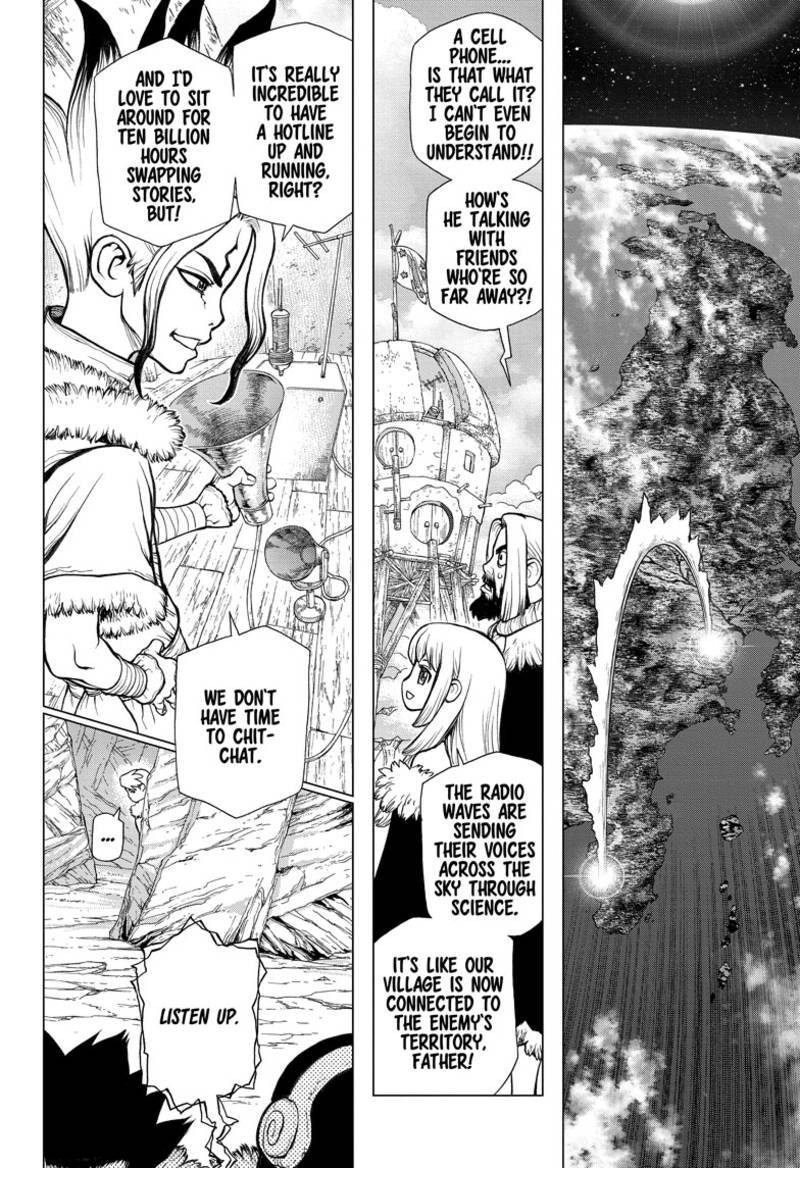 A CELL
PHONE...
IS THAT WHAT
THEY CALL IT?
I CAN'T EVEN
BEGIN TO
UNDERSTAND!!
HOW'S
HE TALKING
WITH
FRIENDS
WHO'RE SO
FAR AWAY?!
THE RADIO
WAVES ARE
SENDING
THEIR VOICES
ACROSS THE
SKY THROUGH
SCIENCE.
IT'S LIKE OUR
VILLAGE IS NOW
CONNECTED TO
THE ENEMY'S
TERRITORY,
FATHER!
IT'S REALLY
INCREDIBLE
TO HAVE
A HOTLINE
UP AND
RUNNING,
RIGHT?
AND I'D
LOVE TO SIT
AROUND FOR
TEN BILLION
HOURS
SWAPPING
STORIES,
BUT!
WE DON'T
HAVE TIME
TO CHIT-
CHAT.
...
LISTEN UP.